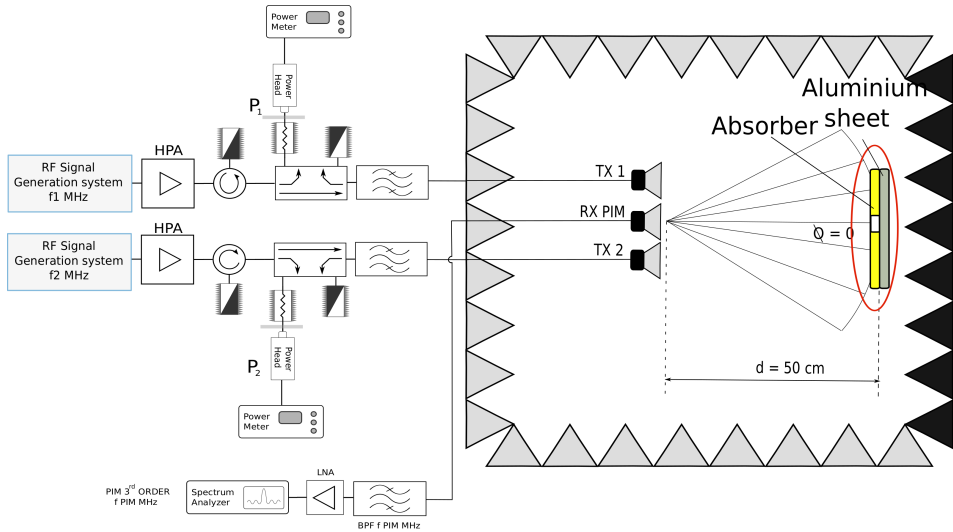 Power
Meter
Power
Head
P1
HPA
RF Signal
Generation system
f1 MHz
HPA
RF Signal
Generation system
f2 MHz
Power
Head
P2
Power
Meter
TX 1
RX PIM
TX 2
Aluminium
sheet
Absorber
Q = 0
d = 50 cm
LNA
PIM 3rd ORDER
f PIM MHz
Spectrum
Analyzer
BPF f PIM MHz